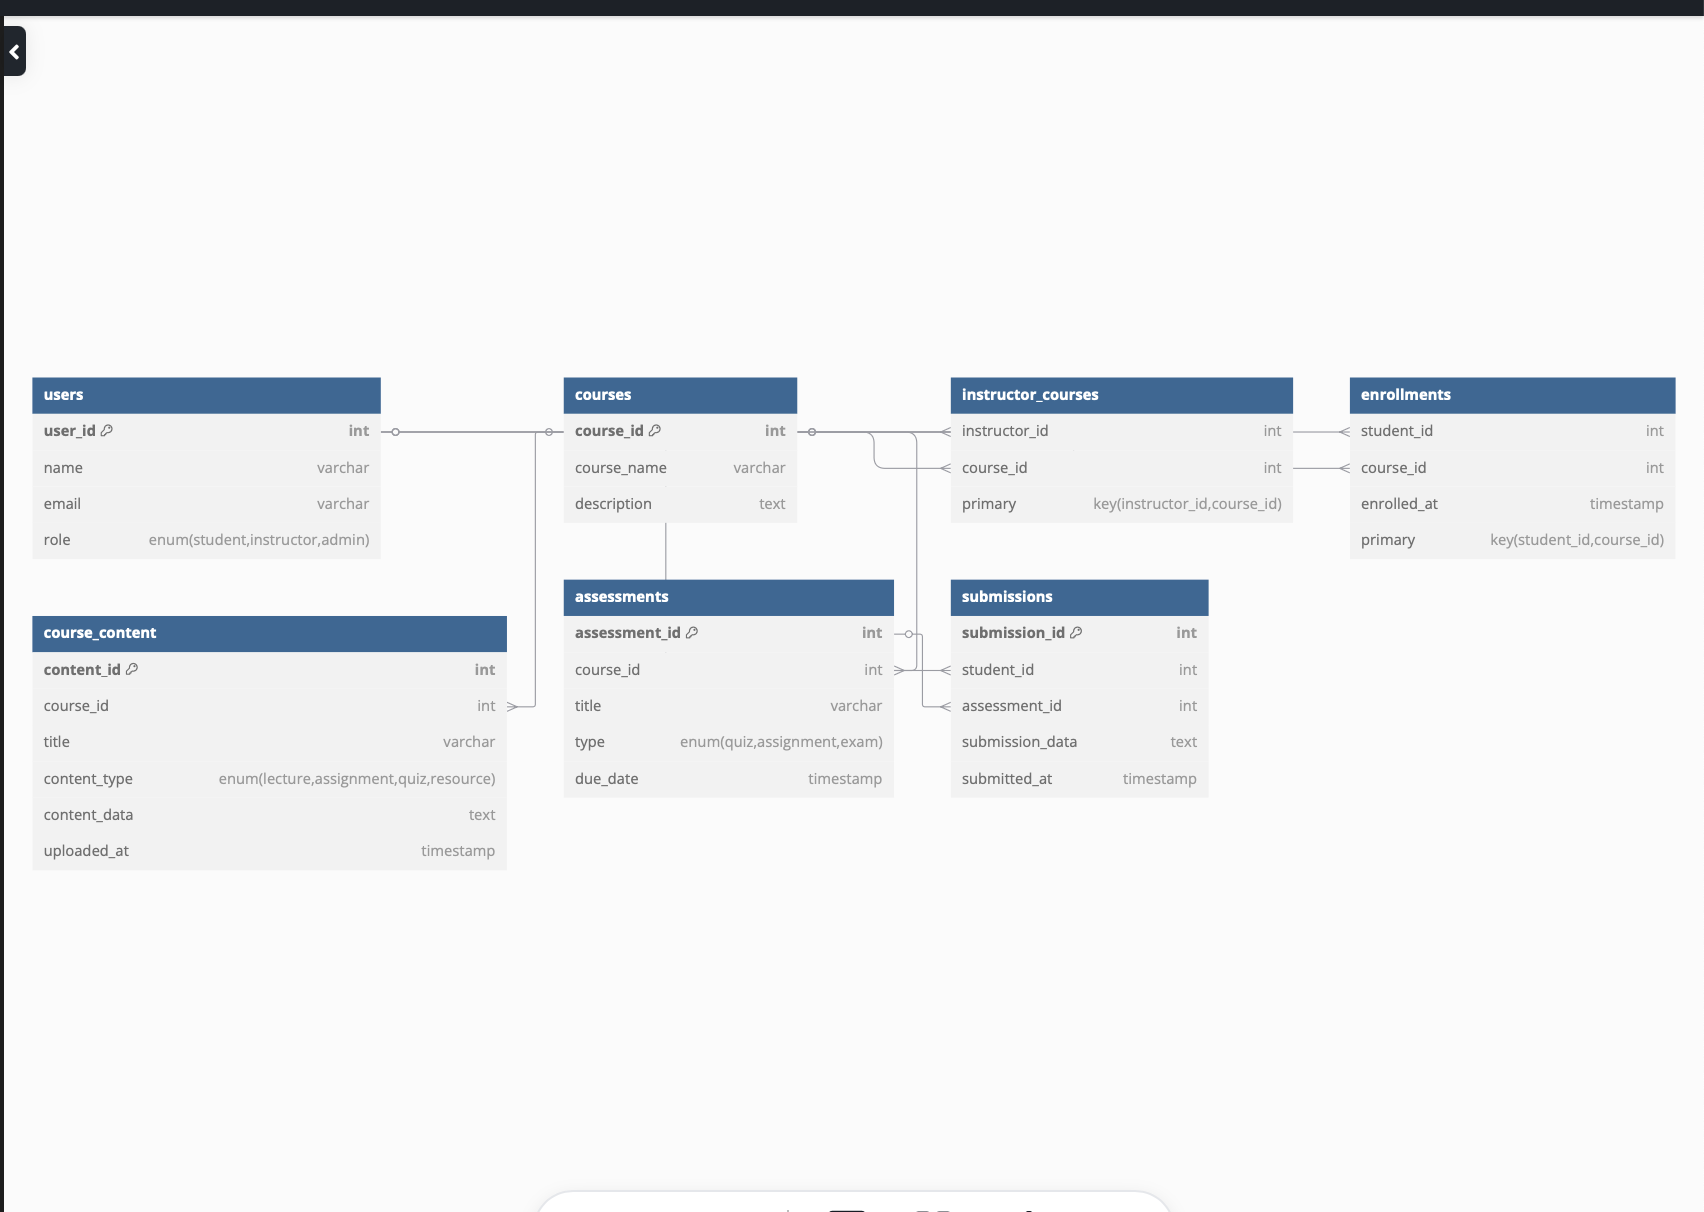 users
user_id int
name varchar
email varchar
role enum(student,instructor,admin)
courses
course_id int
course_name varchar
description text
instructor_courses
instructor_id int
course_id int
primary key(instructor_id,course_id)
enrollments
student_id int
course_id int
enrolled_at timestamp
primary key(student_id,course_id)
course_content
content_id int
course_id int
title varchar
content_type enum(lecture,assignment,quiz,resource)
content_data text
uploaded_at timestamp
assessments
assessment_id int
course_id int
title varchar
type enum(quiz,assignment,exam)
due_date timestamp
submissions
submission_id int
student_id int
assessment_id int
submission_data text
submitted_at timestamp